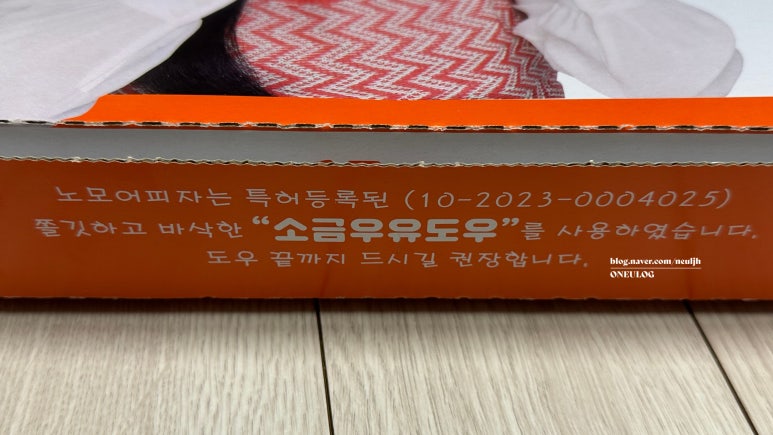 노모어피자는 특허등록된 (10-2023-0004025)
쫄깃하고 바삭한 “소금우유도우”를 사용하였습니다.
도우 끝까지 드시길 권장합니다.
blog.naver.com/neuljh
ONEULOG